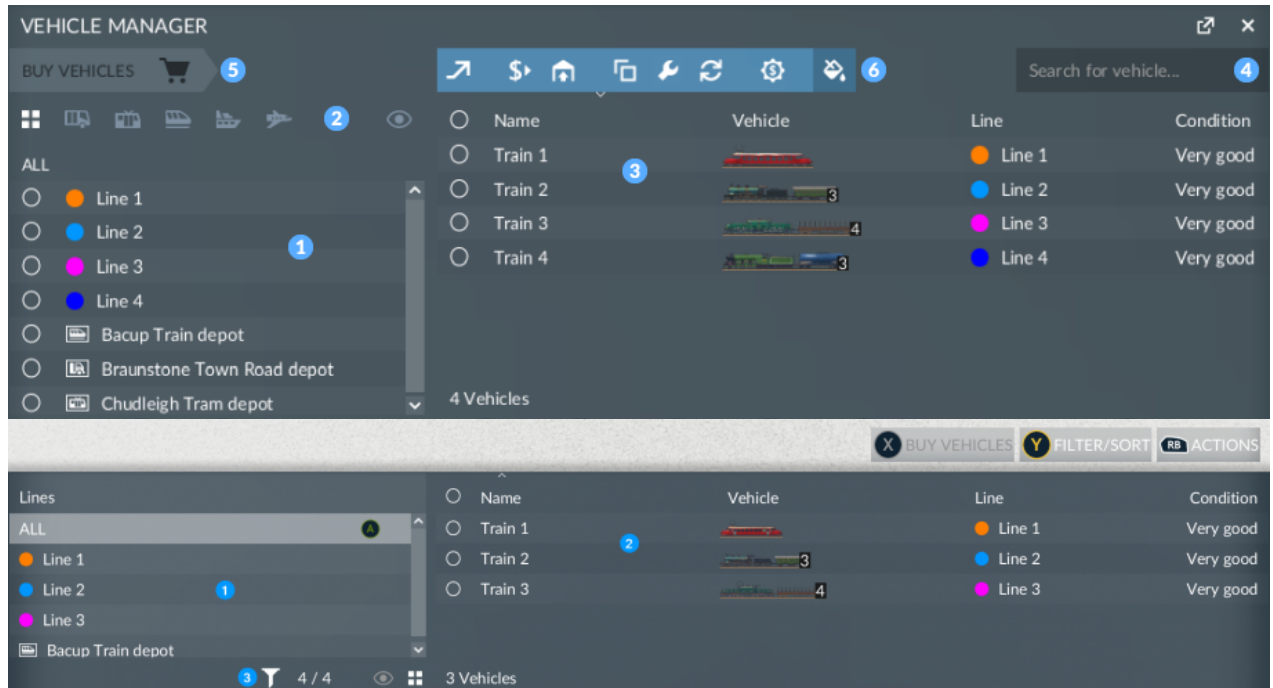 VEHICLE MANAGER
BUY VEHICLES 5
6
Search for vehicle... 4
2
ALL
Line 1
Line 2
1
Line 3
Line 4
Bacup Train depot
Braunstone Town Road depot
Chudleigh Tram depot
Name Vehicle Line Condition
Train 1 Line 1 Very good
3
Train 2 3 Line 2 Very good
Train 3 4 Line 3 Very good
Train 4 3 Line 4 Very good
4 Vehicles
X BUY VEHICLES Y FILTER/SORT RB ACTIONS
Lines
ALL A
Line 1
Line 2 1
Line 3
Bacup Train depot
3 4 / 4
Name Vehicle Line Condition
Train 1 Line 1 Very good
2
Train 2 3 Line 2 Very good
Train 3 4 Line 3 Very good
3 Vehicles